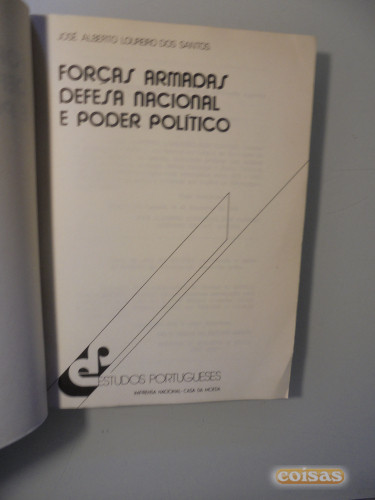 JOSÉ ALBERTO LOUREIRO DOS SANTOS
FORÇAS ARMADAS
DEFESA NACIONAL
E PODER POLÍTICO
ep
ESTUDOS PORTUGUESES
IMPRENSA NACIONAL · CASA DA MOEDA
coisas